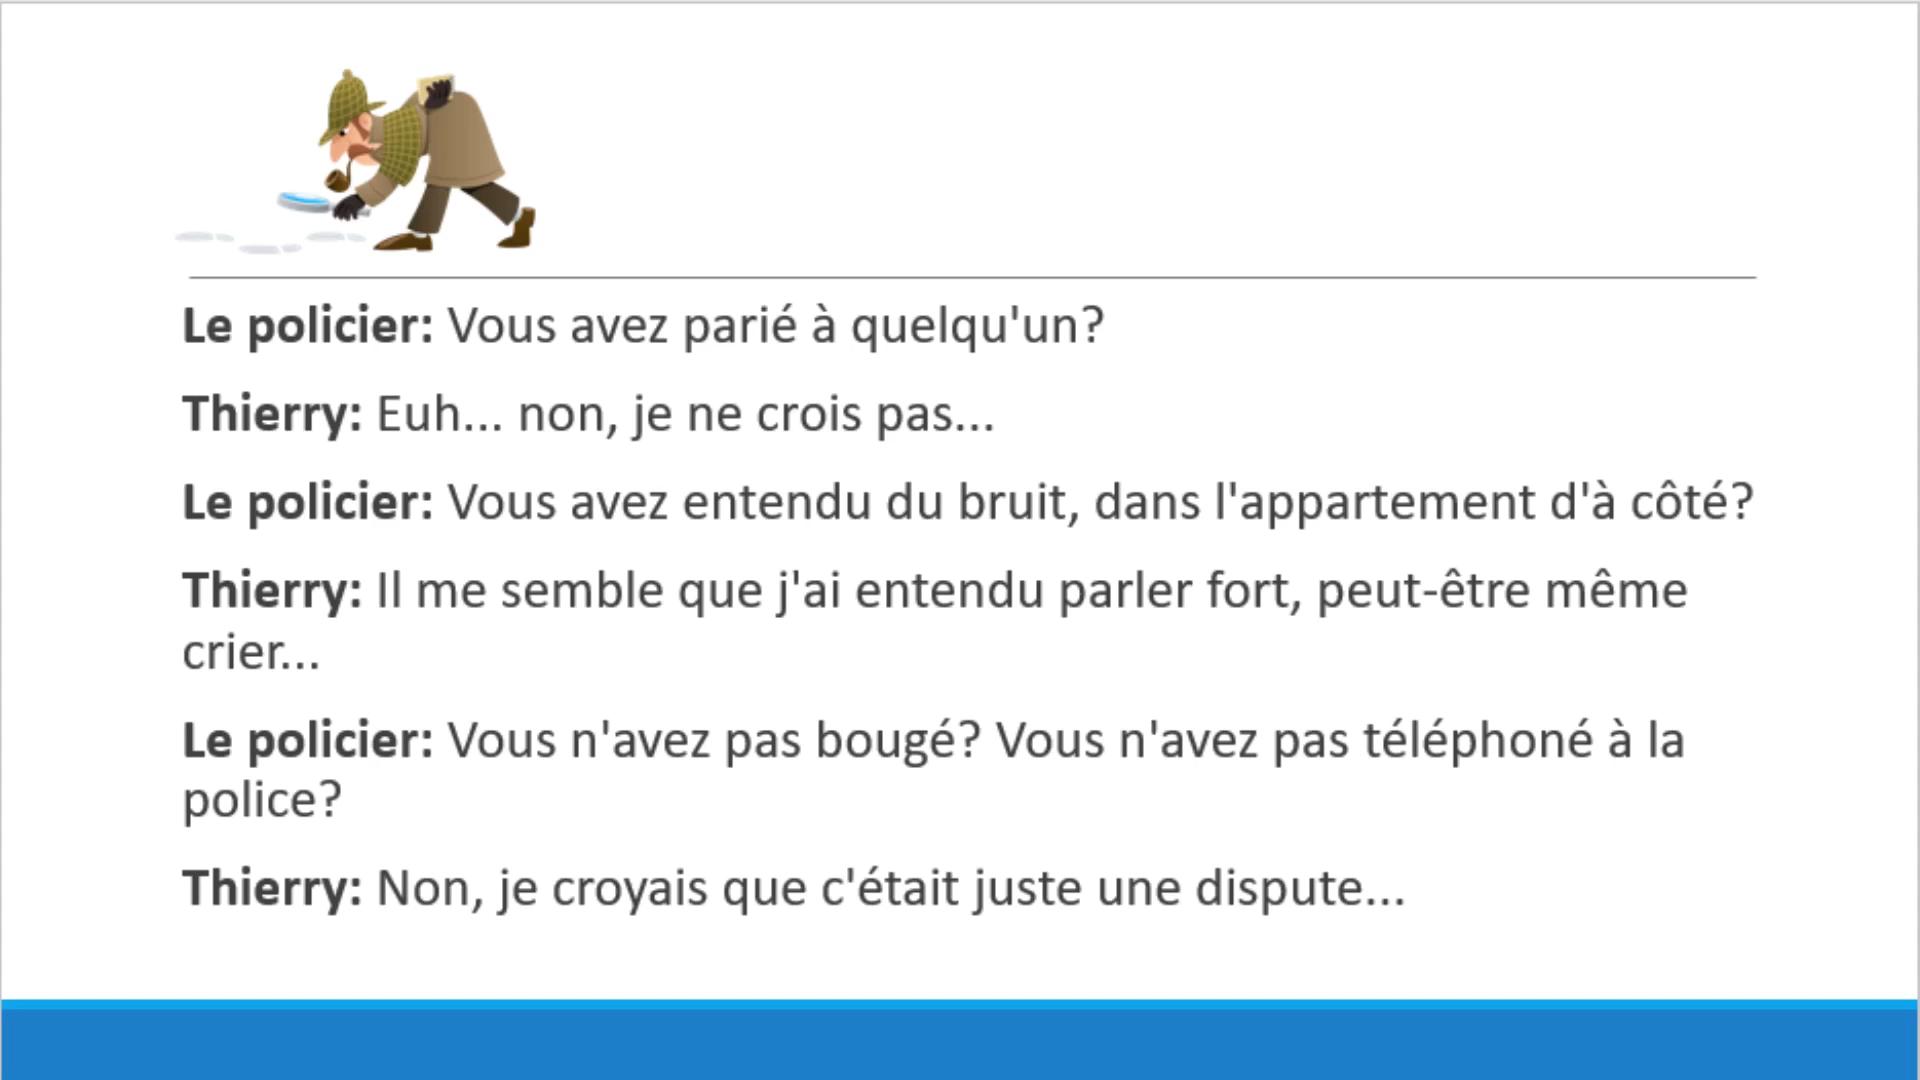 Le policier: Vous avez parié à quelqu'un?
Thierry: Euh... non, je ne crois pas...
Le policier: Vous avez entendu du bruit, dans l'appartement d'à côté?
Thierry: Il me semble que j'ai entendu parler fort, peut-être même
crier...
Le policier: Vous n'avez pas bougé? Vous n'avez pas téléphoné à la
police?
Thierry: Non, je croyais que c'était juste une dispute...